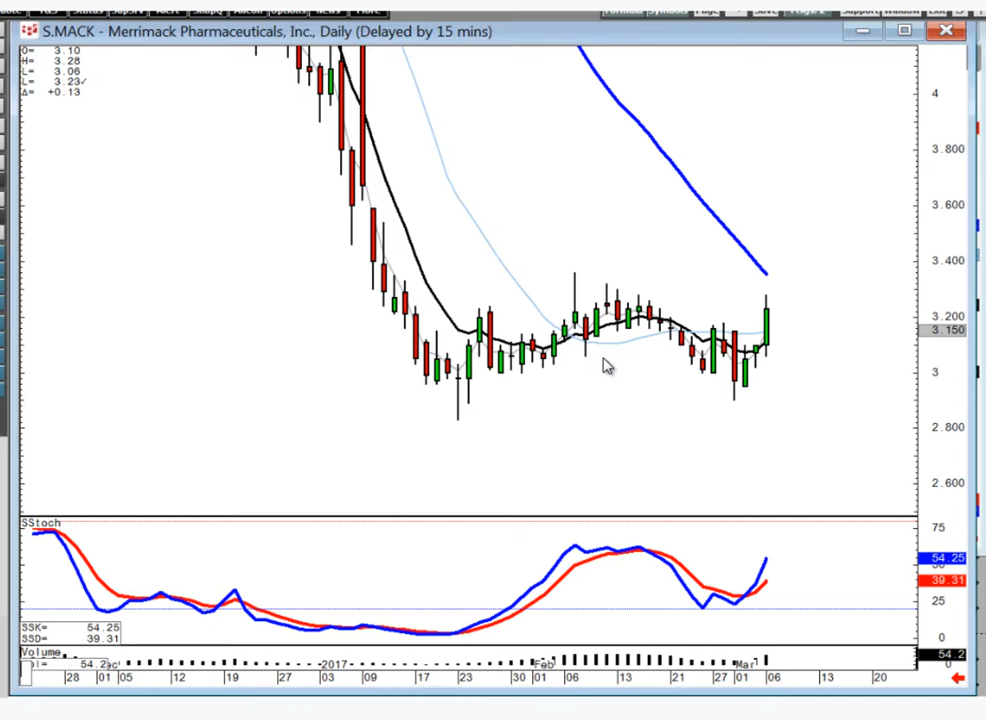 S.MACK - Merrimack Pharmaceuticals, Inc., Daily (Delayed by 15 mins)
O= 3.10
H= 3.28
L= 3.06
L= 3.23✓
Δ= +0.13
4
3.800
3.600
3.400
3.200
3.150
3
2.800
2.600
SStoch
75
54.25
39.31
25
0
SSK= 54.25
SSD= 39.31
Volume
54.2
28 01 05 12 19 27 2017 03 09 17 23 30 Feb 01 06 13 21 27 Mar 01 06 13 20